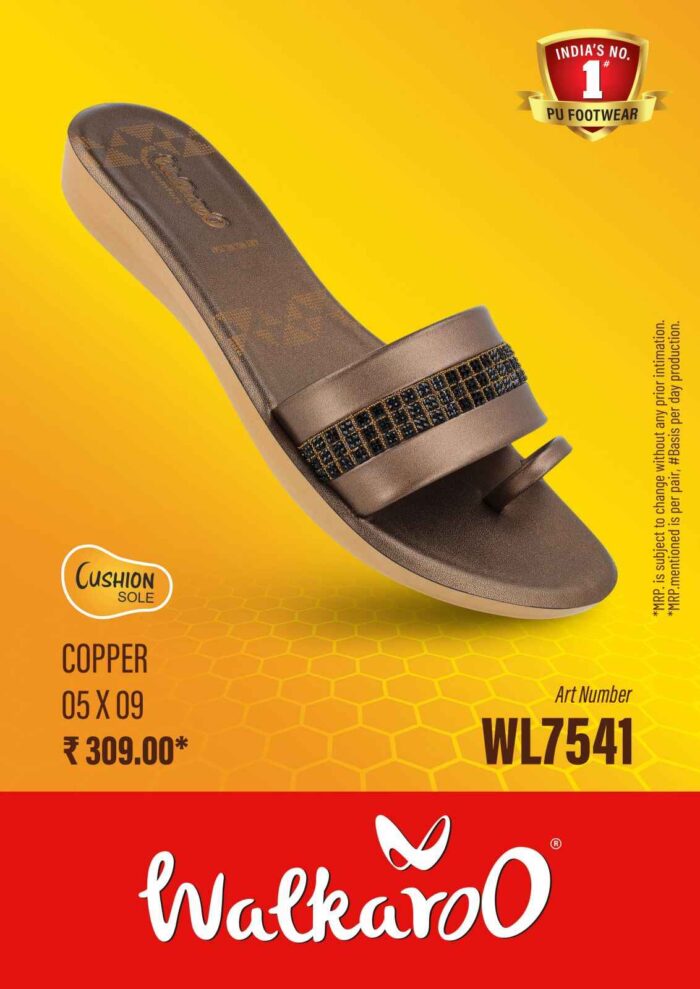 INDIA'S NO.
1#
PU FOOTWEAR
*MRP. is subject to change without any prior intimation.
*MRP.mentioned is per pair, #Basis per day production.
CUSHION
SOLE
COPPER
05 X 09
₹ 309.00*
Art Number
WL7541
Walkaroo®